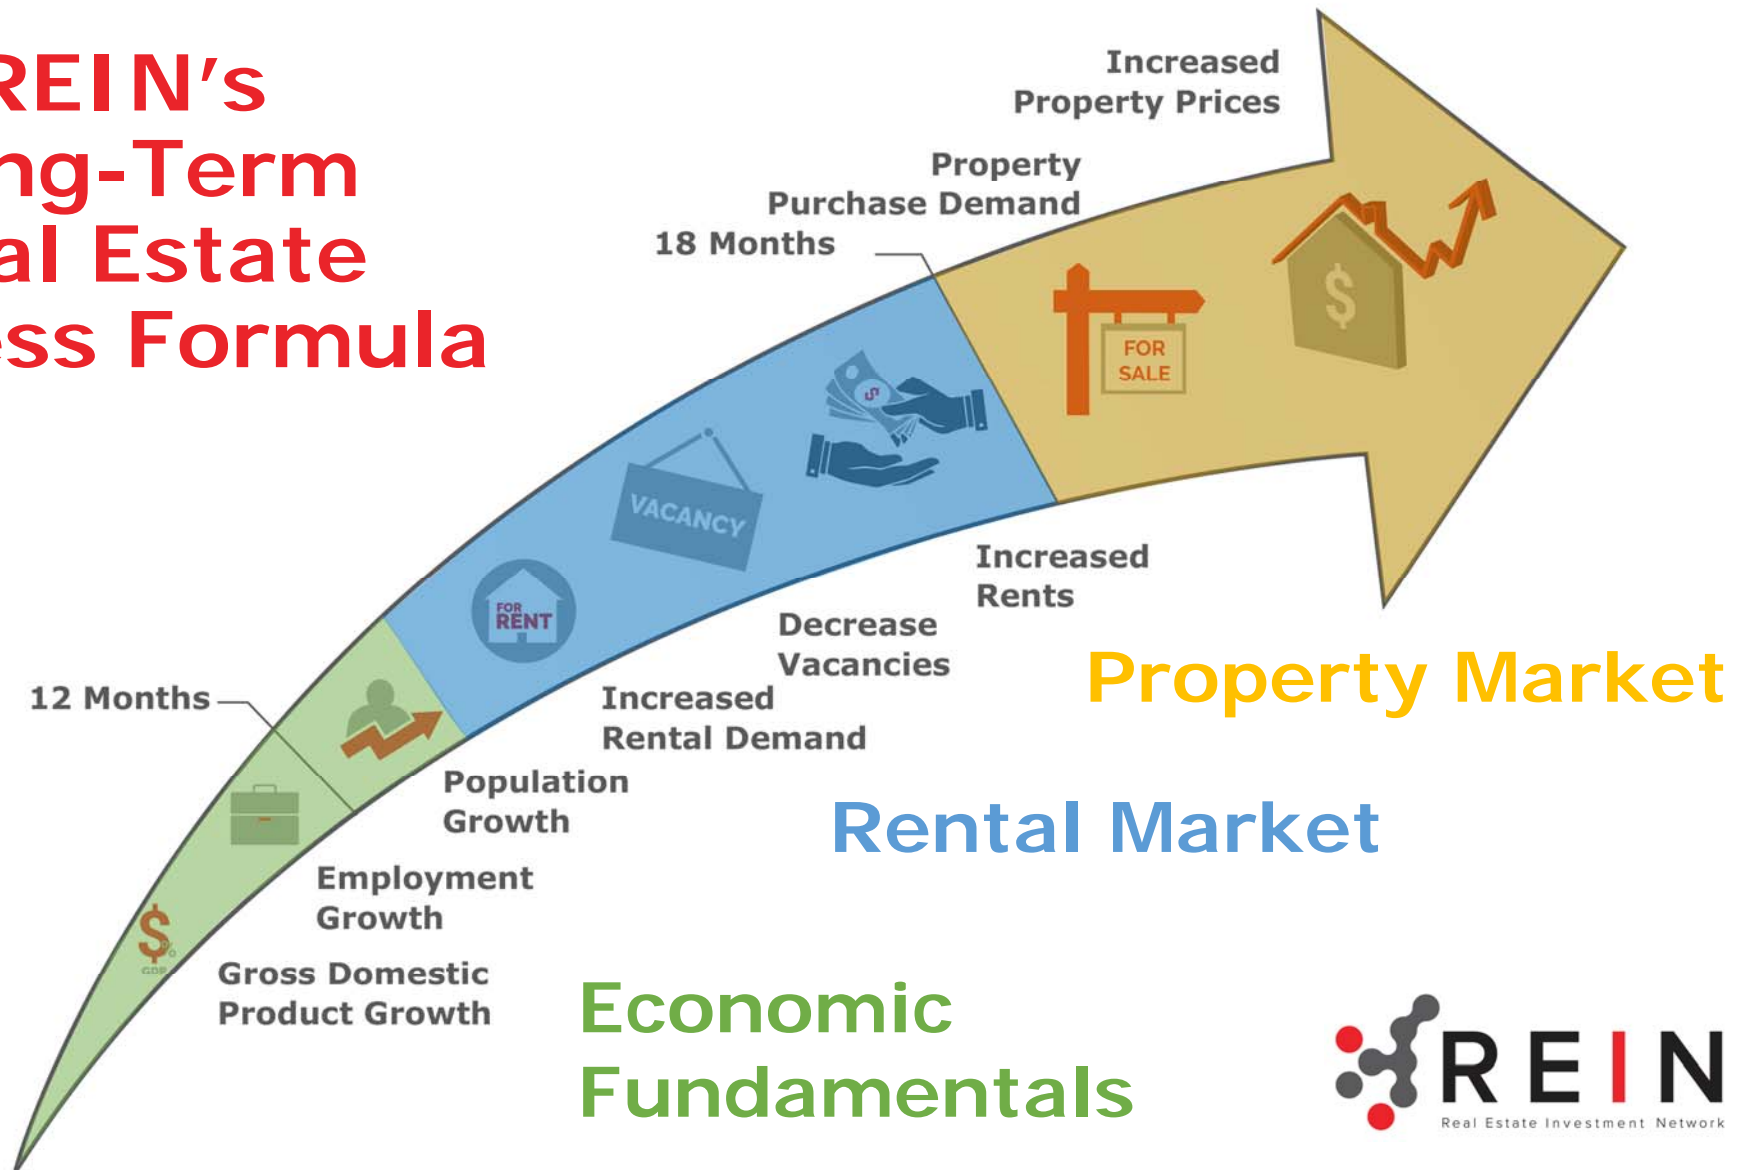 REIN's
ng-Term
al Estate
ess Formula
Increased
Property Prices
Property
Purchase Demand
18 Months
FOR
SALE
$
$
VACANCY
Increased
Rents
FOR
RENT
Decrease
Vacancies
Property Market
12 Months
Increased
Rental Demand
Population
Growth
Rental Market
Employment
Growth
$
%
GDP
Gross Domestic
Product Growth
Economic
Fundamentals
REIN
Real Estate Investment Network